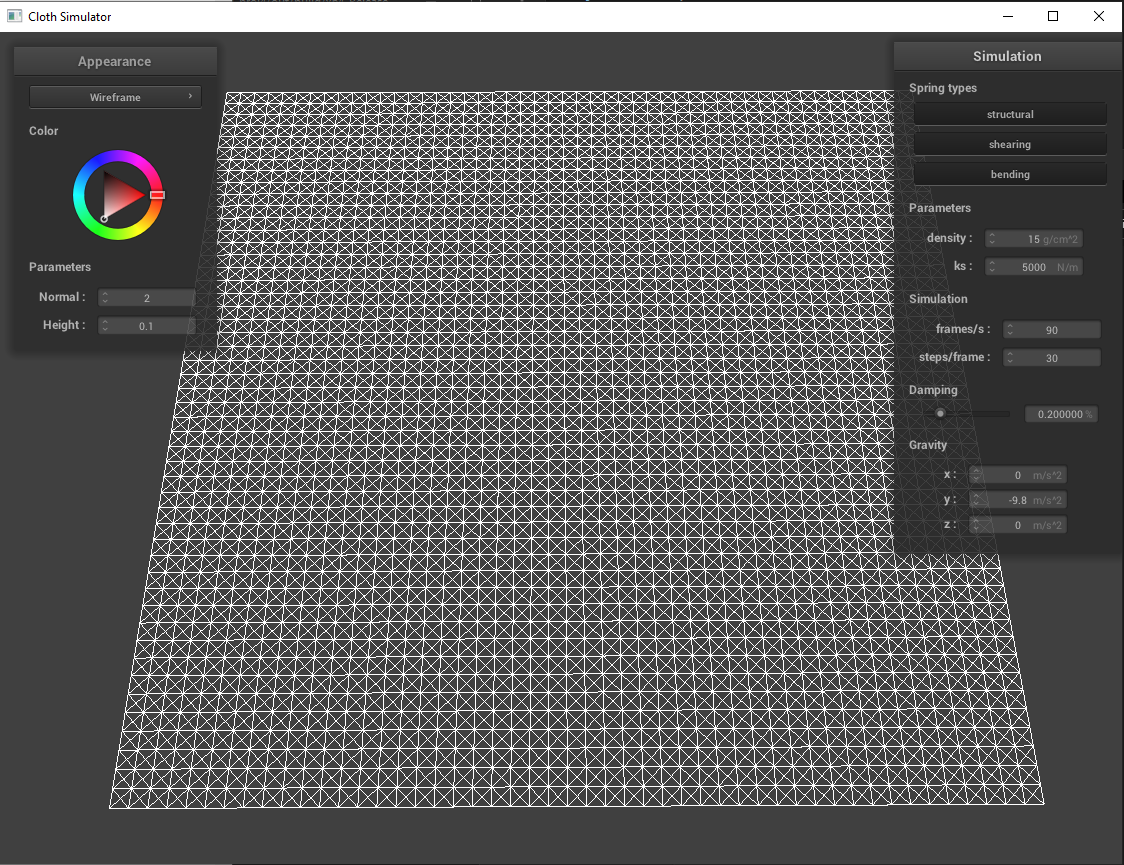 Cloth Simulator
Appearance
Wireframe
Color
Parameters
Normal : 2
Height : 0.1
Simulation
Spring types
structural
shearing
bending
Parameters
density : 15 g/cm^2
ks : 5000 N/m
Simulation
frames/s : 90
steps/frame : 30
Damping
0.200000 %
Gravity
x : 0 m/s^2
y : -9.8 m/s^2
z : 0 m/s^2